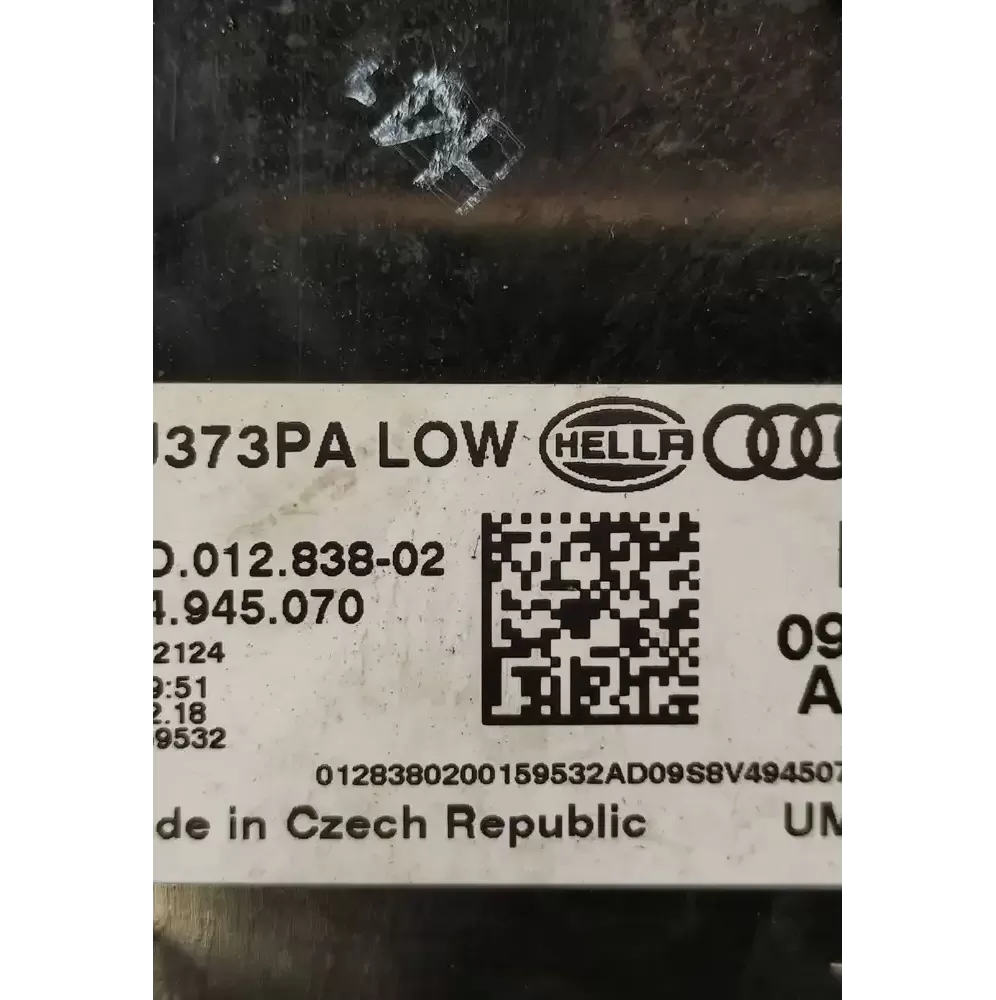 J373PA LOW HELLA
D.012.838-02
4.945.070
09
A
2124
9:51
2.18
9532
0128380200159532AD09S8V494507
de in Czech Republic UM